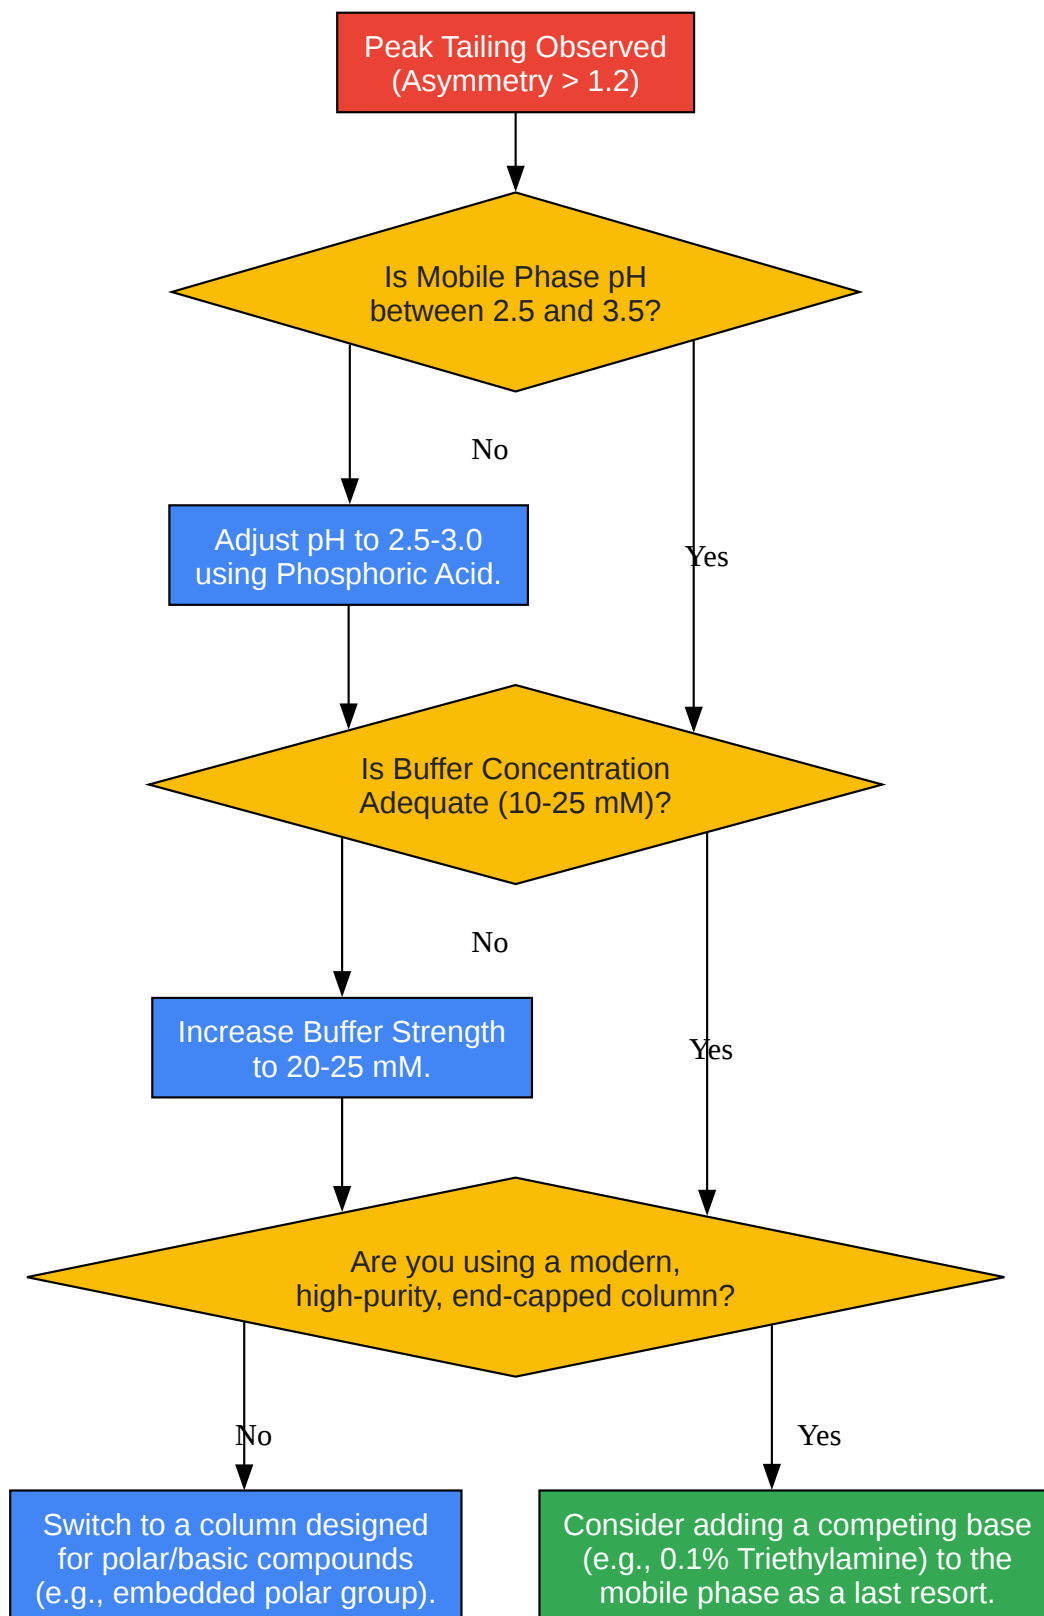 Peak Tailing Observed
(Asymmetry > 1.2)
Is Mobile Phase pH
between 2.5 and 3.5?
No
Adjust pH to 2.5-3.0
using Phosphoric Acid.
Yes
Is Buffer Concentration
Adequate (10-25 mM)?
No
Increase Buffer Strength
to 20-25 mM.
Yes
Are you using a modern,
high-purity, end-capped column?
No
Yes
Switch to a column designed
for polar/basic compounds
(e.g., embedded polar group).
Consider adding a competing base
(e.g., 0.1% Triethylamine) to the
mobile phase as a last resort.